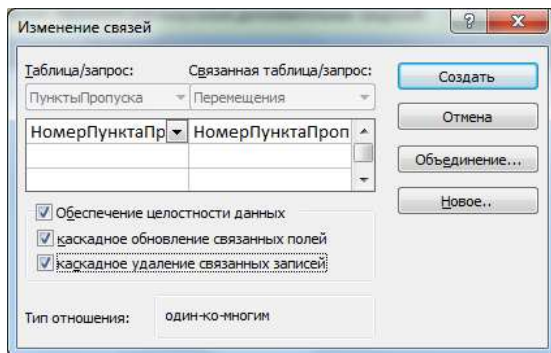 Изменение связей
Таблица/запрос: Связанная таблица/запрос:
ПунктыПропуска Перемещения
НомерПунктаПр НомерПунктаПроп
Обеспечение целостности данных
каскадное обновление связанных полей
каскадное удаление связанных записей
Тип отношения: один-ко-многим
Создать
Отмена
Объединение...
Новое..